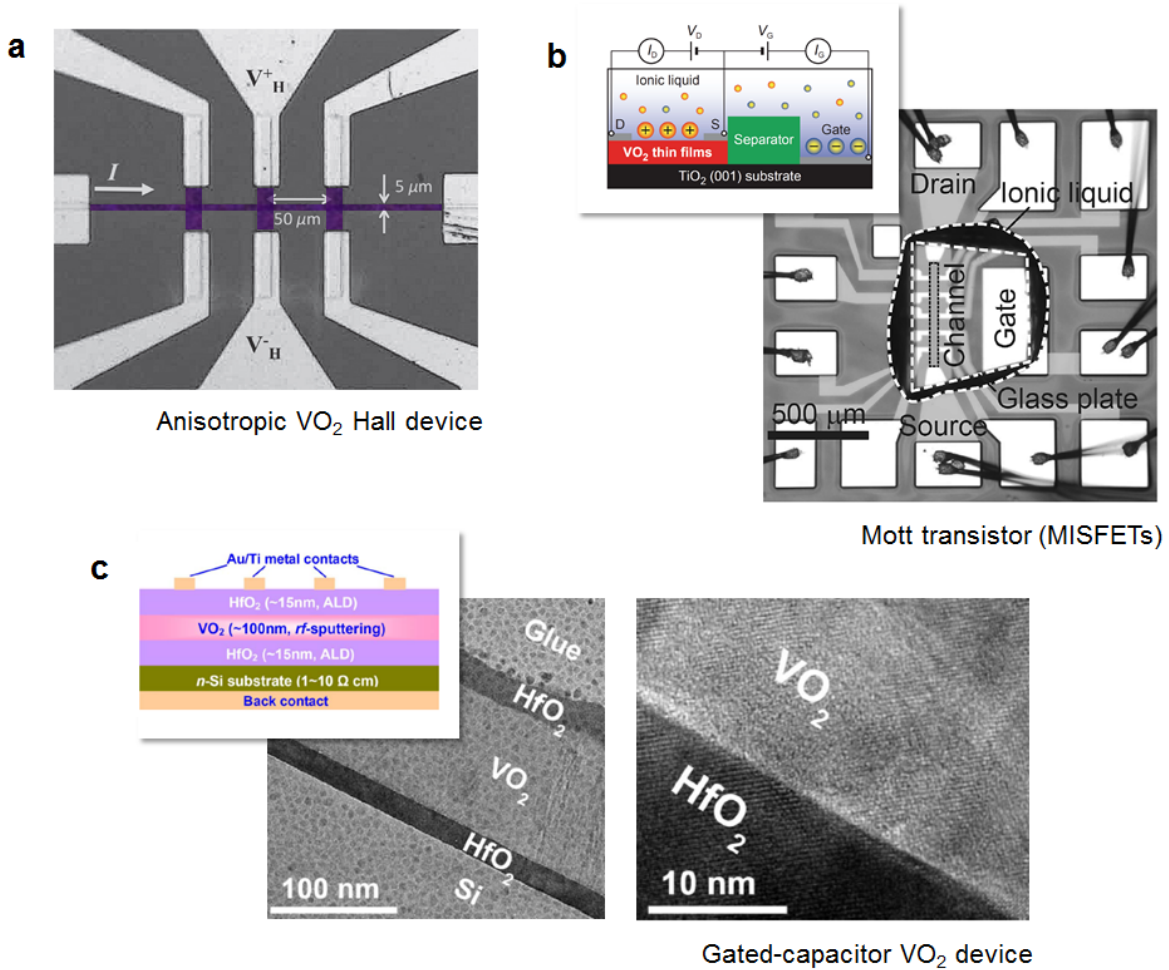 a
V⁺H
I
5 μm
50 μm
V⁻H
Anisotropic VO₂ Hall device
b
VD
VG
ID
IG
Ionic liquid
D
S
Gate
Separator
VO₂ thin films
TiO₂ (001) substrate
Drain
Ionic liquid
Channel
Gate
Glass plate
500 μm
Source
Mott transistor (MISFETs)
c
Au/Ti metal contacts
HfO₂ (~15nm, ALD)
VO₂ (~100nm, rf-sputtering)
HfO₂ (~15nm, ALD)
n-Si substrate (1~10 Ω cm)
Back contact
Glue
HfO₂
VO₂
HfO₂
Si
100 nm
VO₂
HfO₂
10 nm
Gated-capacitor VO₂ device